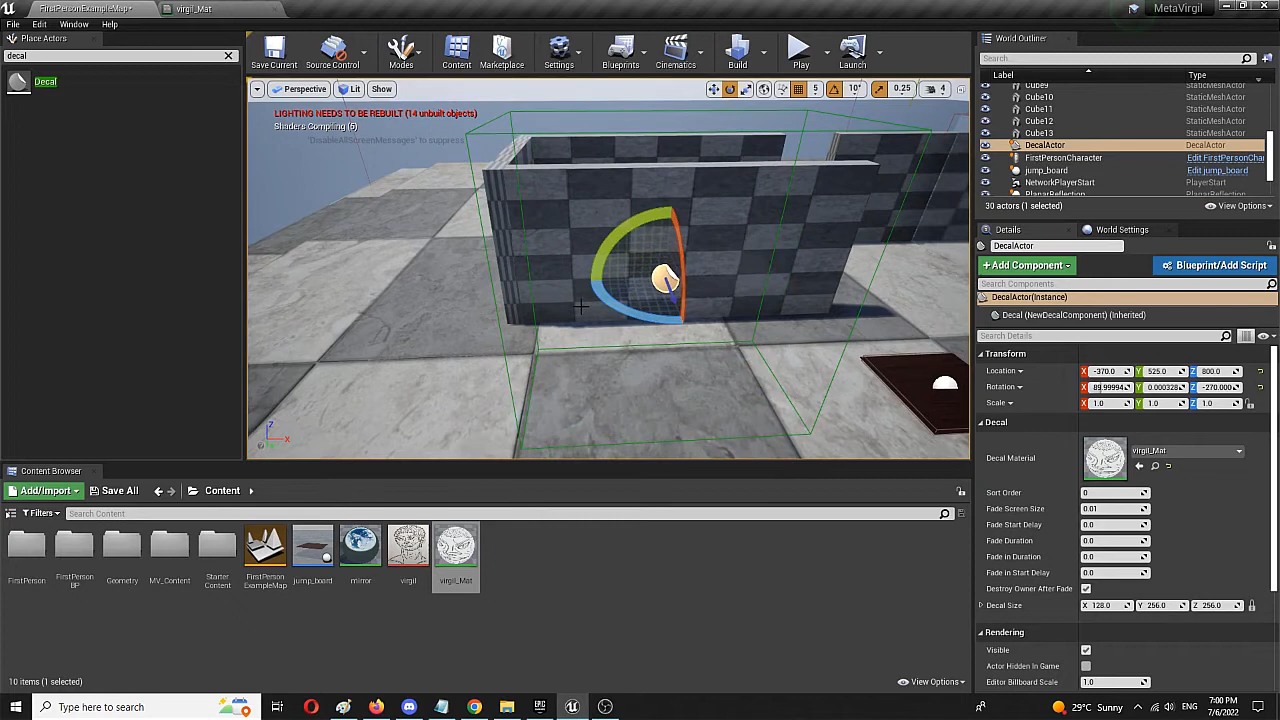 FirstPersonExampleMap*
virgil_Mat
MetaVirgil
File Edit Window Help
Place Actors
decal
Decal
Save Current
Source Control
Modes
Content
Marketplace
Settings
Blueprints
Cinematics
Build
Play
Launch
Perspective Lit Show
5 10° 0.25 4
LIGHTING NEEDS TO BE REBUILT (14 unbuilt objects)
Shaders Compiling (5)
'DisableAllScreenMessages' to suppress
Z
X
World Outliner
Search...
Label Type
Cube9 StaticMeshActor
Cube10 StaticMeshActor
Cube11 StaticMeshActor
Cube12 StaticMeshActor
Cube13 StaticMeshActor
DecalActor DecalActor
FirstPersonCharacter Edit FirstPersonChar
jump_board Edit jump_board
NetworkPlayerStart PlayerStart
PlanarReflection PlanarReflection
30 actors (1 selected) View Options
Details World Settings
DecalActor
+Add Component Blueprint/Add Script
Search Components
DecalActor(Instance)
Decal (NewDecalComponent) (Inherited)
Search Details
Transform
Location X -370.0 Y 525.0 Z 800.0
Rotation X 89.99994 Y 0.000328 Z -270.000
Scale X 1.0 Y 1.0 Z 1.0
Decal
Decal Material virgil_Mat
Sort Order 0
Fade Screen Size 0.01
Fade Start Delay 0.0
Fade Duration 0.0
Fade in Duration 0.0
Fade in Start Delay 0.0
Destroy Owner After Fade
Decal Size X 128.0 Y 256.0 Z 256.0
Rendering
Visible
Actor Hidden In Game
Editor Billboard Scale 1.0
Content Browser
Add/Import Save All Content
Filters Search Content
FirstPerson
FirstPerson
BP
Geometry
MV_Content
Starter
Content
FirstPerson
ExampleMap
jump_board
mirror
virgil
virgil_Mat
10 items (1 selected) View Options
Type here to search
29°C Sunny
ENG
7:00 PM
7/6/2022